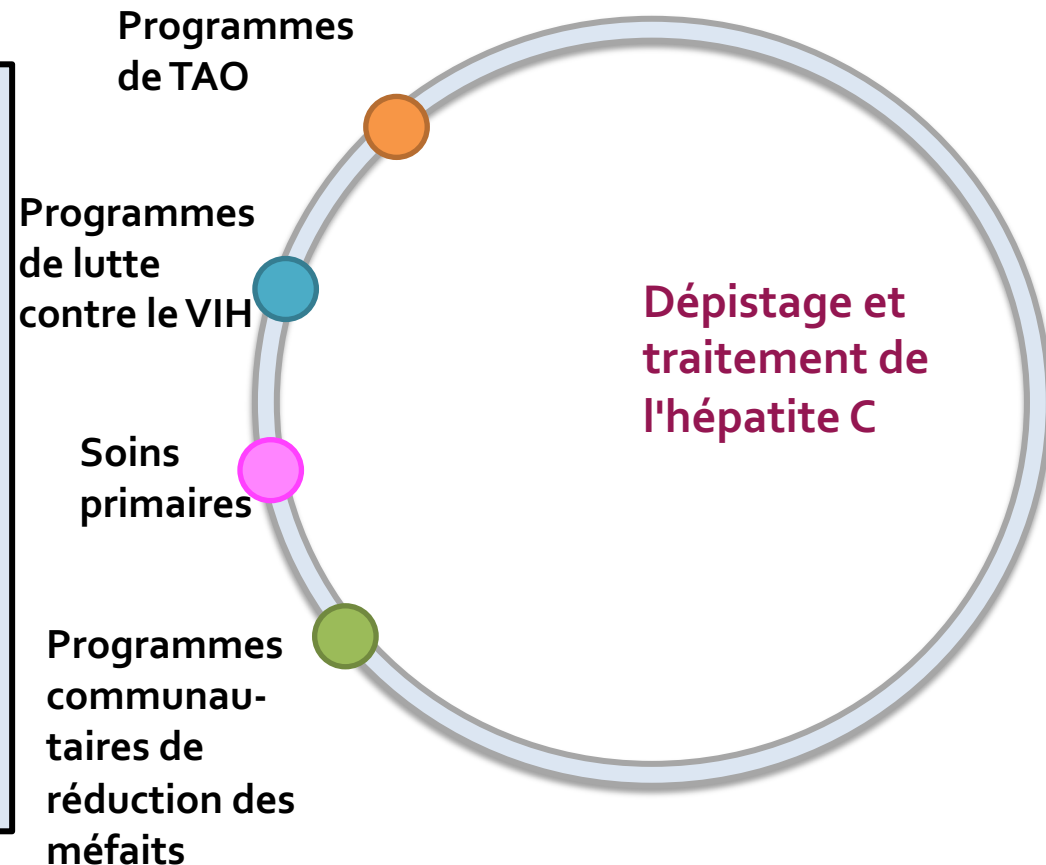 Programmes
de TAO
Programmes
de lutte
contre le VIH
Soins
primaires
Programmes
communau-
taires de
réduction des
méfaits
Dépistage et
traitement de
l'hépatite C